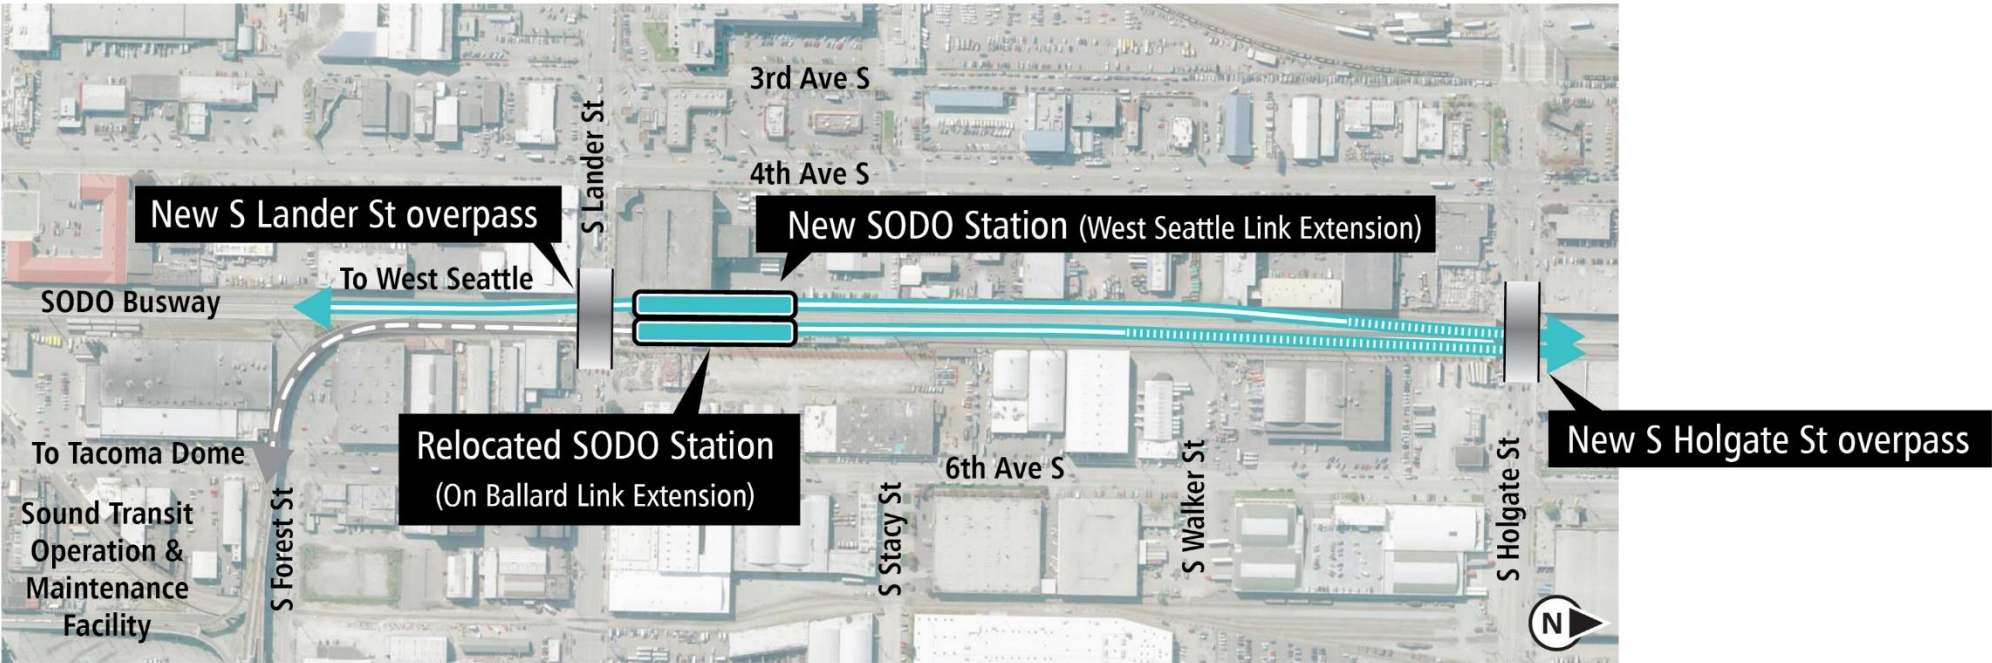 3rd Ave S
S Lander St
4th Ave S
New S Lander St overpass
New SODO Station (West Seattle Link Extension)
To West Seattle
SODO Busway
Relocated SODO Station
(On Ballard Link Extension)
New S Holgate St overpass
To Tacoma Dome
6th Ave S
Sound Transit
Operation &
Maintenance
Facility
S Forest St
S Stacy St
S Walker St
S Holgate St
N